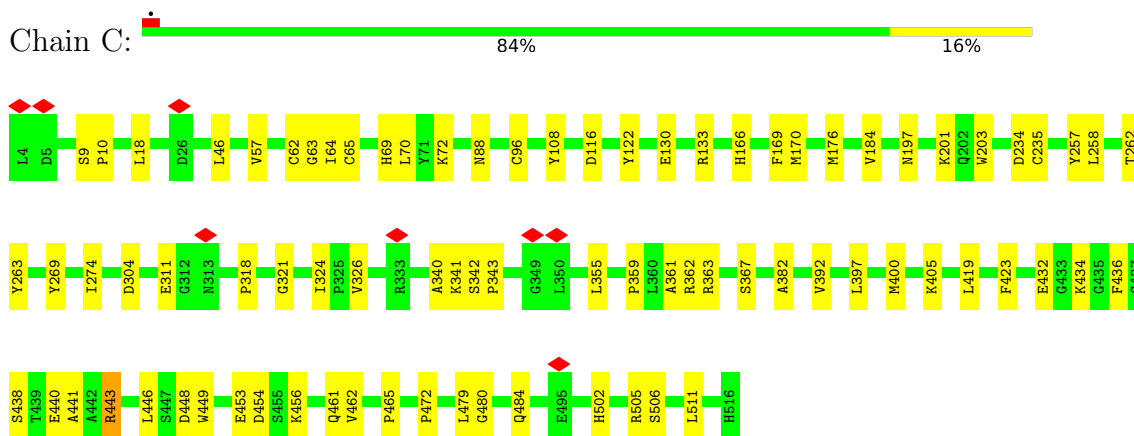 Chain C:
84% 16%
L4 D5 S9 P10 L18 D26 L46 V57 C62 G63 I64 C65 H69 L70 Y71 K72 N88 C96 Y108 D116 Y122 E130 R133 H166 F169 M170 M176 V184 N197 K201 Q202 W203 D234 C235 Y257 L258 T262
Y263 Y269 I274 D304 E311 G312 N313 P318 G321 I324 P325 V326 R333 A340 K341 S342 P343 G349 L350 L355 P359 L360 A361 R362 R363 S367 A382 V392 L397 M400 K405 L419 F423 E432 G433 K434 G435 F436
S438 T439 E440 A441 A442 R443 L446 S447 D448 W449 E453 D454 S455 K456 Q461 V462 P465 P472 L479 G480 Q484 E495 H502 R505 S506 L511 H516